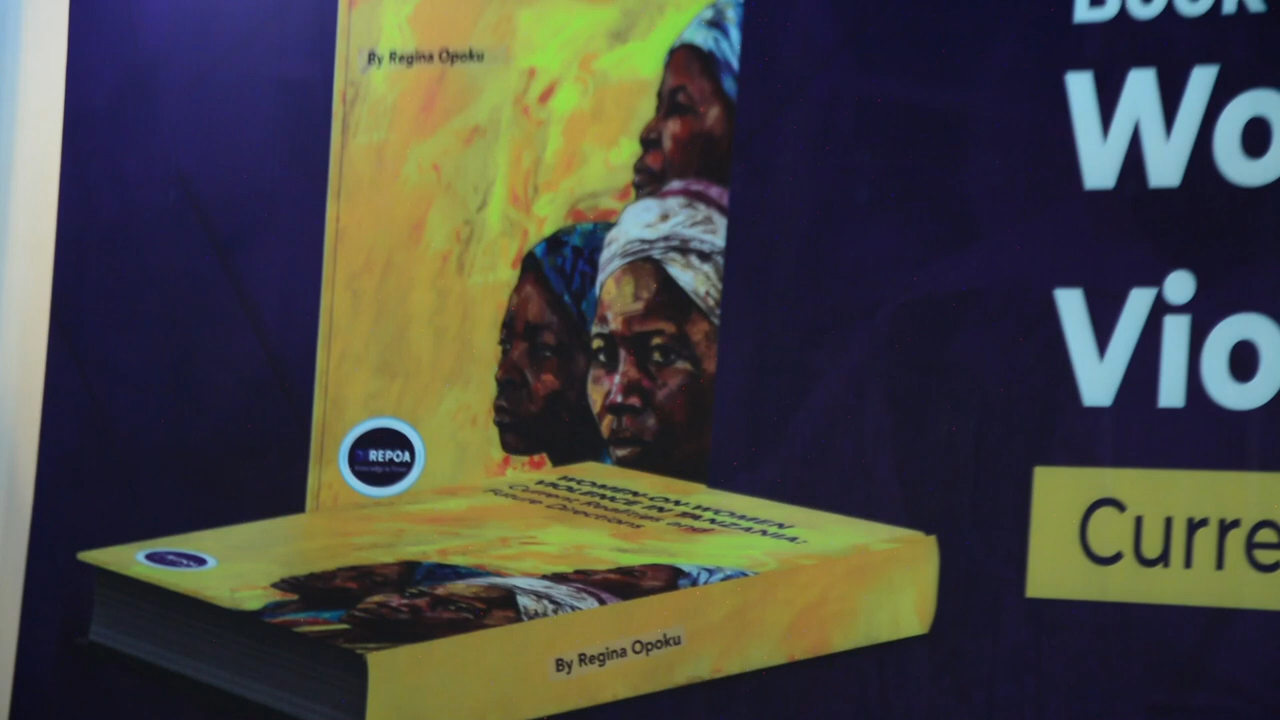 By Regina Opoku
REPOA
WOMEN-ON-WOMEN
VIOLENCE IN TANZANIA:
Current Realities and
Future Directions
By Regina Opoku
Book
Wo
Vio
Curre